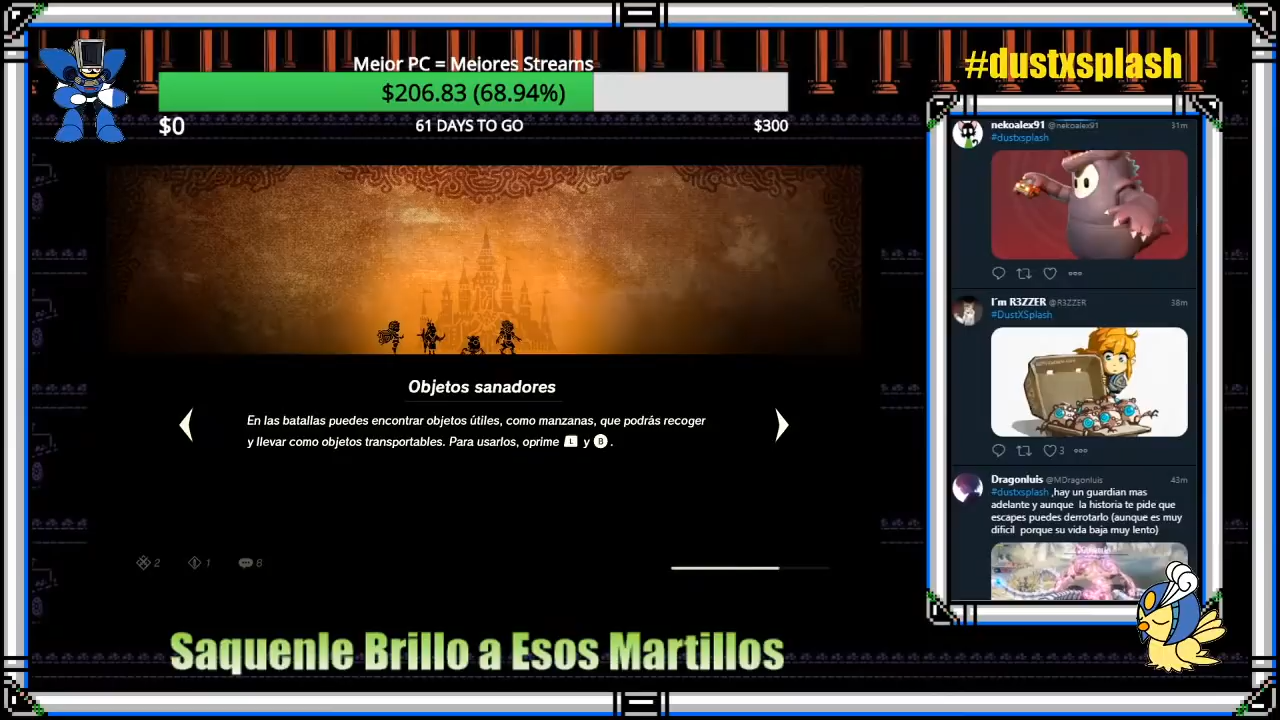 Mejor PC = Mejores Streams
$206.83 (68.94%)
$0
61 DAYS TO GO
$300
#dustxsplash
nekoalex91 @nekoalex91 31m
#dustxsplash
I´m R3ZZER @R3ZZER 38m
#DustXSplash
3
Dragonluis @MDragonluis 43m
#dustxsplash ,hay un guardian mas
adelante y aunque la historia te pide que
escapes puedes derrotarlo (aunque es muy
dificil porque su vida baja muy lento)
Objetos sanadores
En las batallas puedes encontrar objetos útiles, como manzanas, que podrás recoger
y llevar como objetos transportables. Para usarlos, oprime L y B .
2
1
8
Saquenle Brillo a Esos Martillos